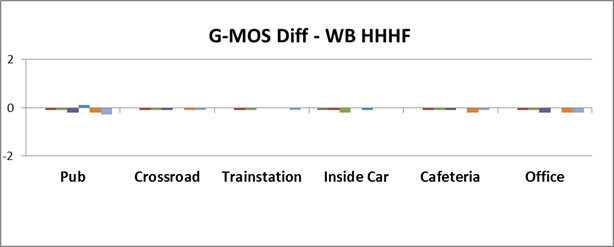 G-MOS Diff - WB HHHF
2
0
-2
Pub Crossroad Trainstation Inside Car Cafeteria Office